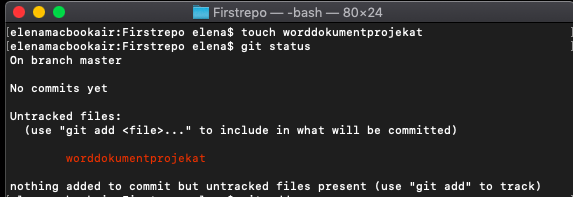 Firstrepo — -bash — 80×24
[elenamacbookair:Firstrepo elena$ touch worddokumentprojekat ]
[elenamacbookair:Firstrepo elena$ git status ]
On branch master
No commits yet
Untracked files:
(use "git add <file>..." to include in what will be committed)
worddokumentprojekat
nothing added to commit but untracked files present (use "git add" to track)